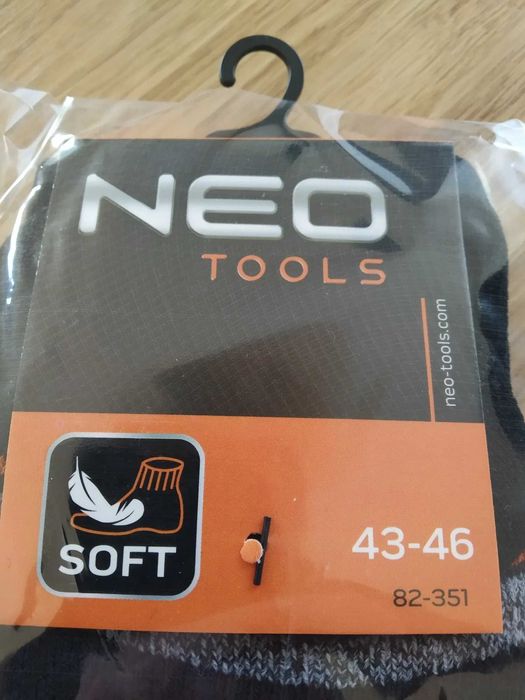 NEO
TOOLS
neo-tools.com
SOFT
43-46
82-351